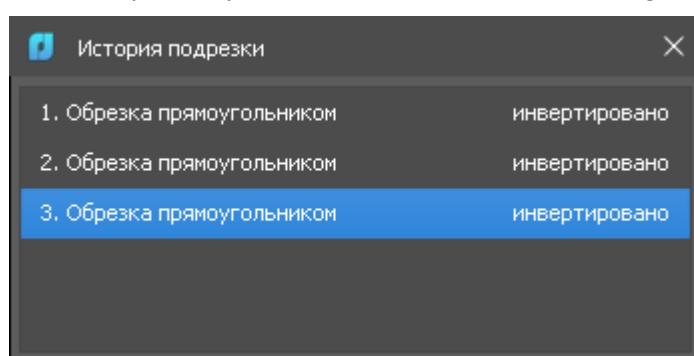 История подрезки
1. Обрезка прямоугольником инвертировано
2. Обрезка прямоугольником инвертировано
3. Обрезка прямоугольником инвертировано